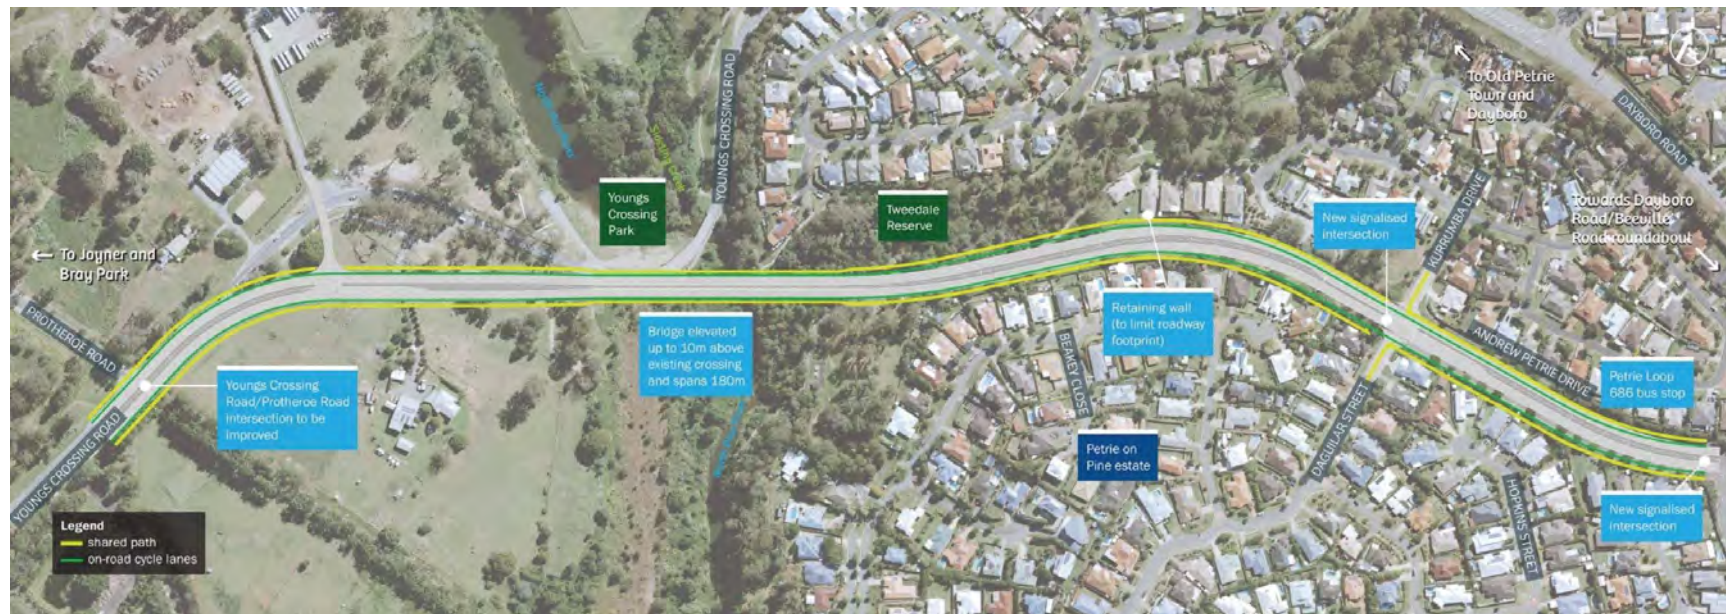 ← To Joyner and
Bray Park
PROTHEROE ROAD
YOUNGS CROSSING ROAD
Youngs Crossing
Road/Protheroe Road
intersection to be
improved
Legend
shared path
on-road cycle lanes
Youngs
Crossing
Park
YOUNGS CROSSING ROAD
Bridge elevated
up to 10m above
existing crossing
and spans 180m
Tweedale
Reserve
Retaining wall
(to limit roadway
footprint)
BEAKEY CLOSE
Petrie on
Pine estate
New signalised
intersection
KURRUMBA DRIVE
DAGUILAR STREET
To Old Petrie
Town and
Dayboro
DAYBORO ROAD
Towards Dayboro
Road/Beeville
Road roundabout
ANDREW PETRIE DRIVE
Petrie Loop
686 bus stop
HOPKINS STREET
New signalised
intersection